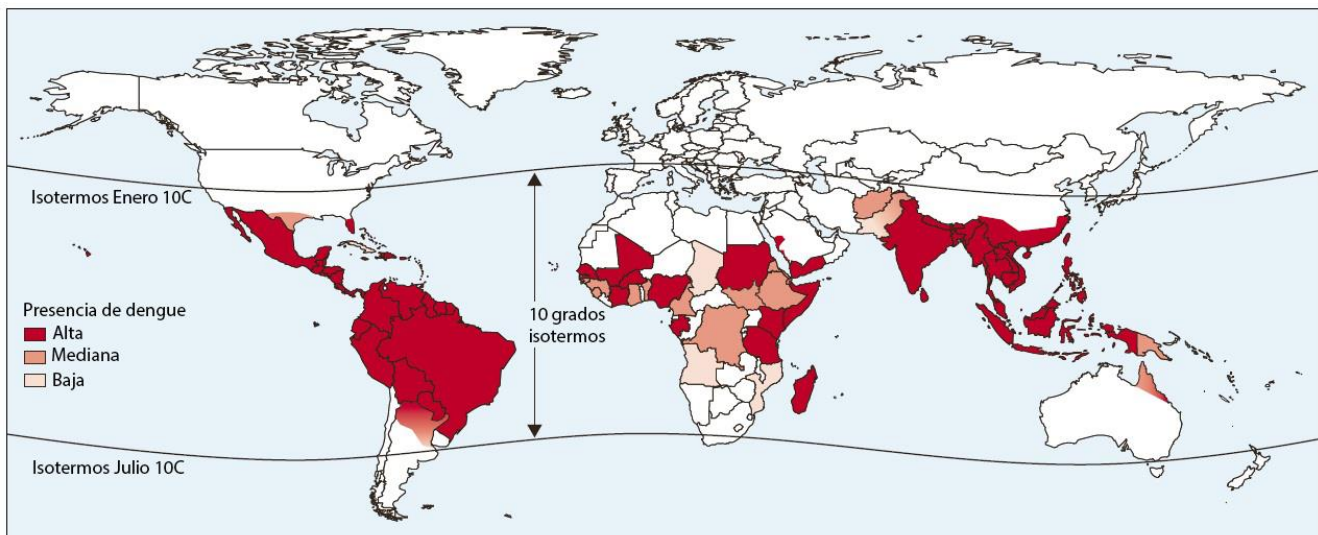 Isotermos Enero 10C
Presencia de dengue
Alta
Mediana
Baja
10 grados
isotermos
Isotermos Julio 10C